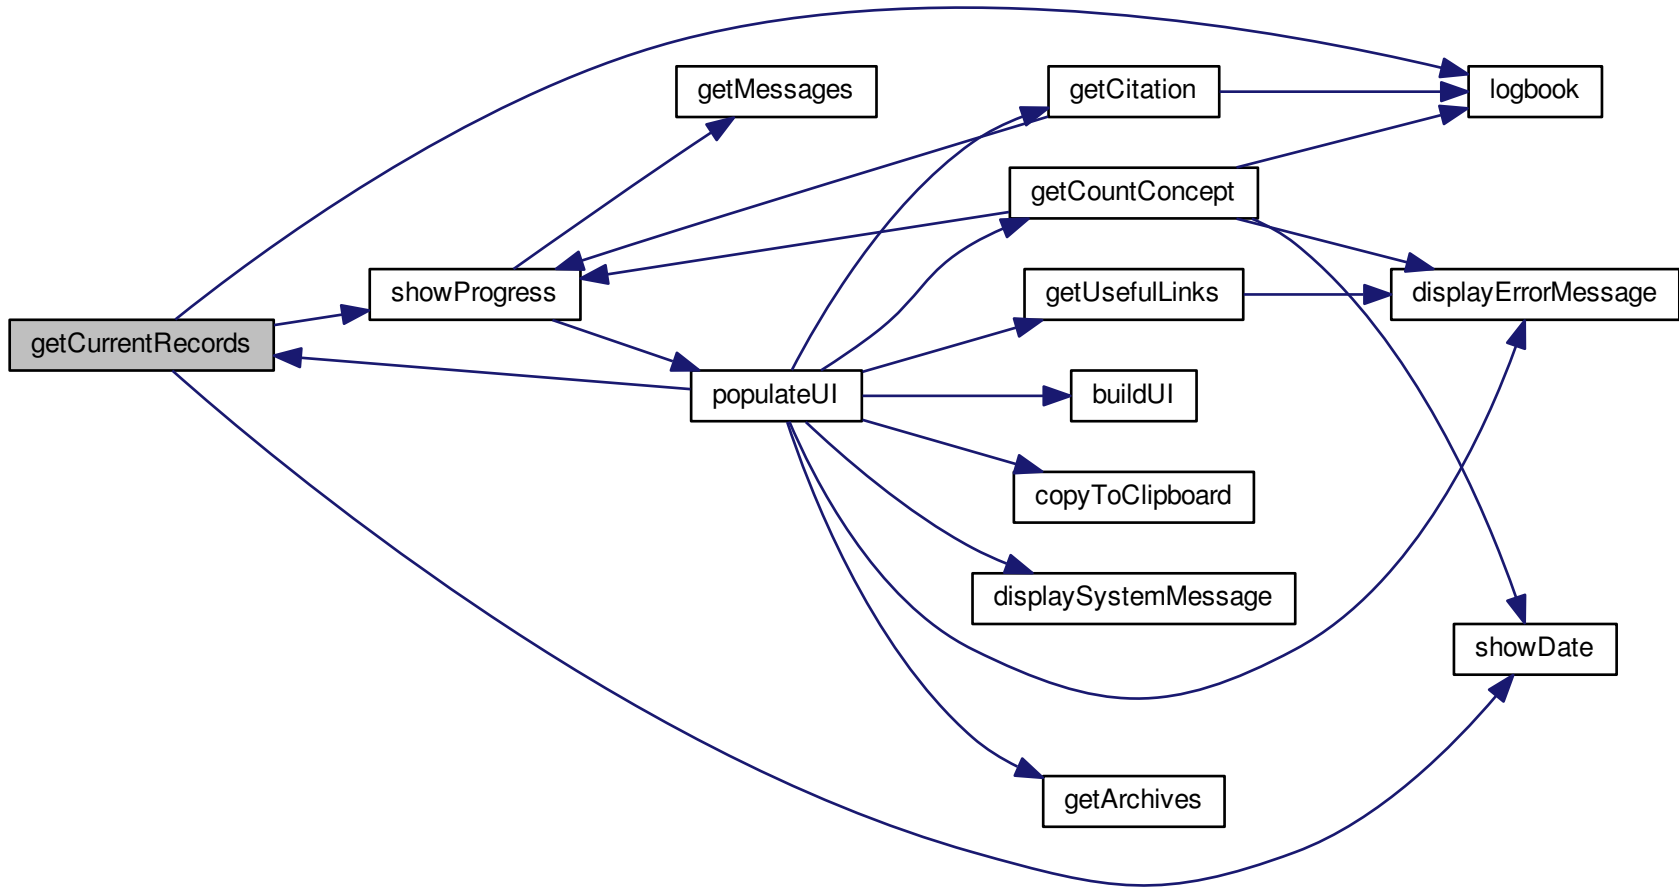 getMessages
getCitation
logbook
getCountConcept
showProgress
getUsefulLinks
displayErrorMessage
getCurrentRecords
populateUI
buildUI
copyToClipboard
displaySystemMessage
showDate
getArchives